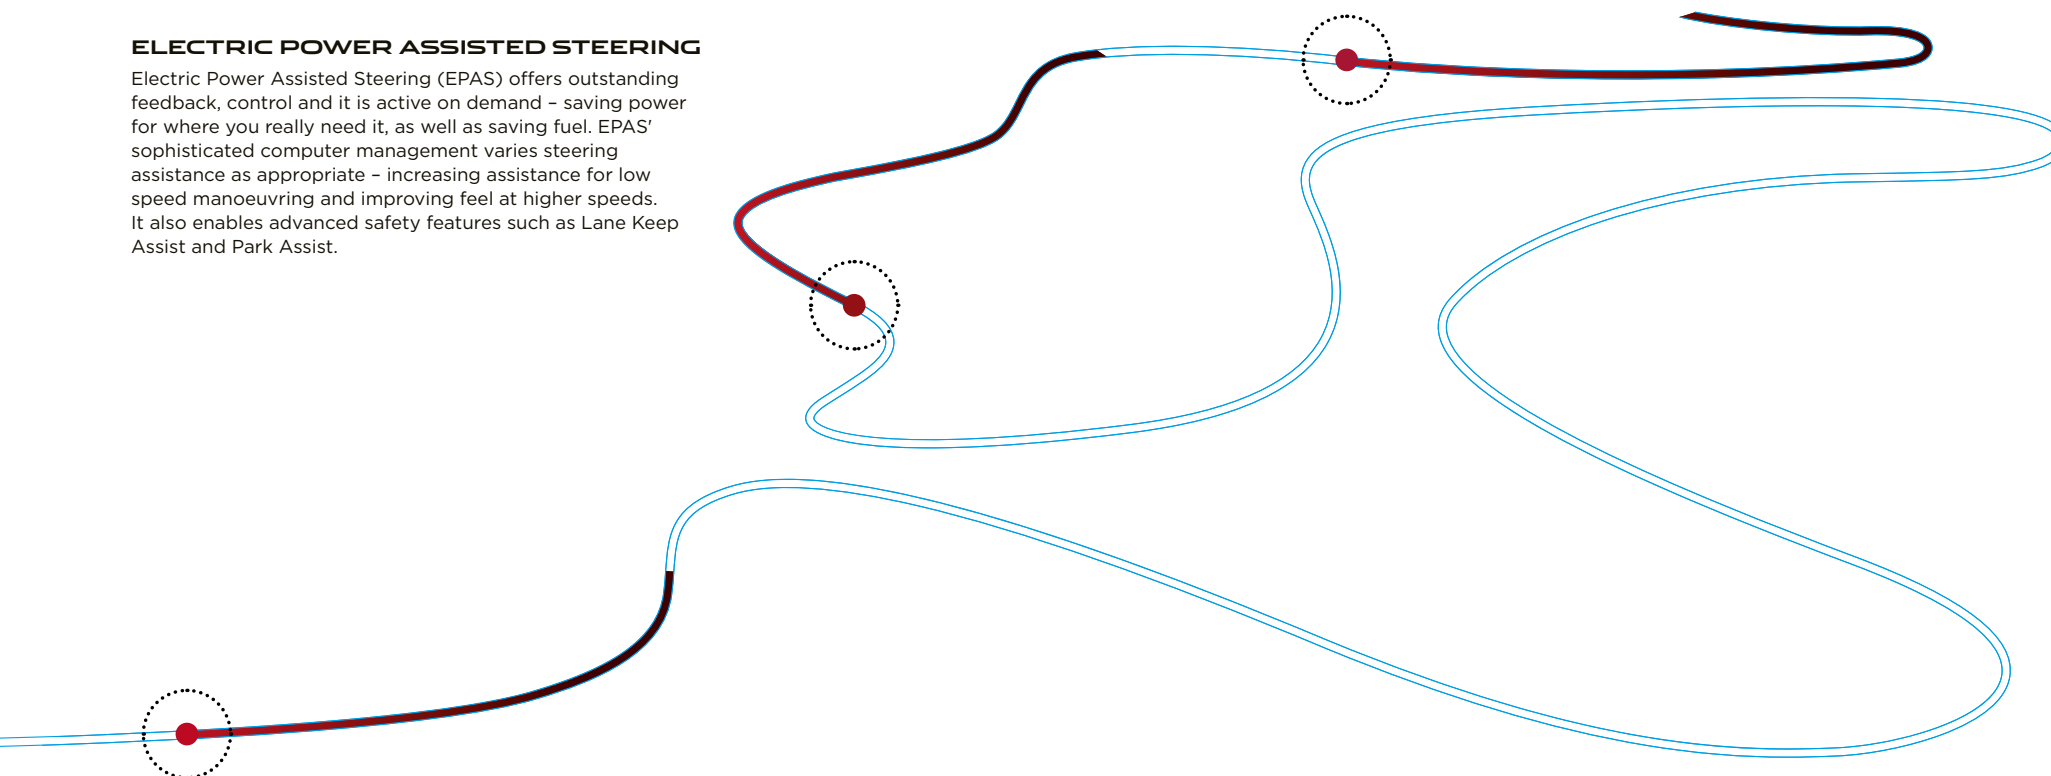 ELECTRIC POWER ASSISTED STEERING
Electric Power Assisted Steering (EPAS) offers outstanding
feedback, control and it is active on demand – saving power
for where you really need it, as well as saving fuel. EPAS'
sophisticated computer management varies steering
assistance as appropriate – increasing assistance for low
speed manoeuvring and improving feel at higher speeds.
It also enables advanced safety features such as Lane Keep
Assist and Park Assist.